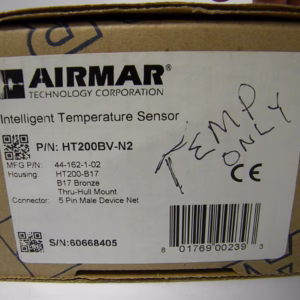 AIRMAR
TECHNOLOGY CORPORATION
Intelligent Temperature Sensor
P/N: HT200BV-N2
MFG P/N: 44-162-1-02
Housing: HT200-B17
B17 Bronze
Thru-Hull Mount
Connector: 5 Pin Male Device Net
S/N:60668405
TEMP
ONLY
CE
8 01769 00239 3